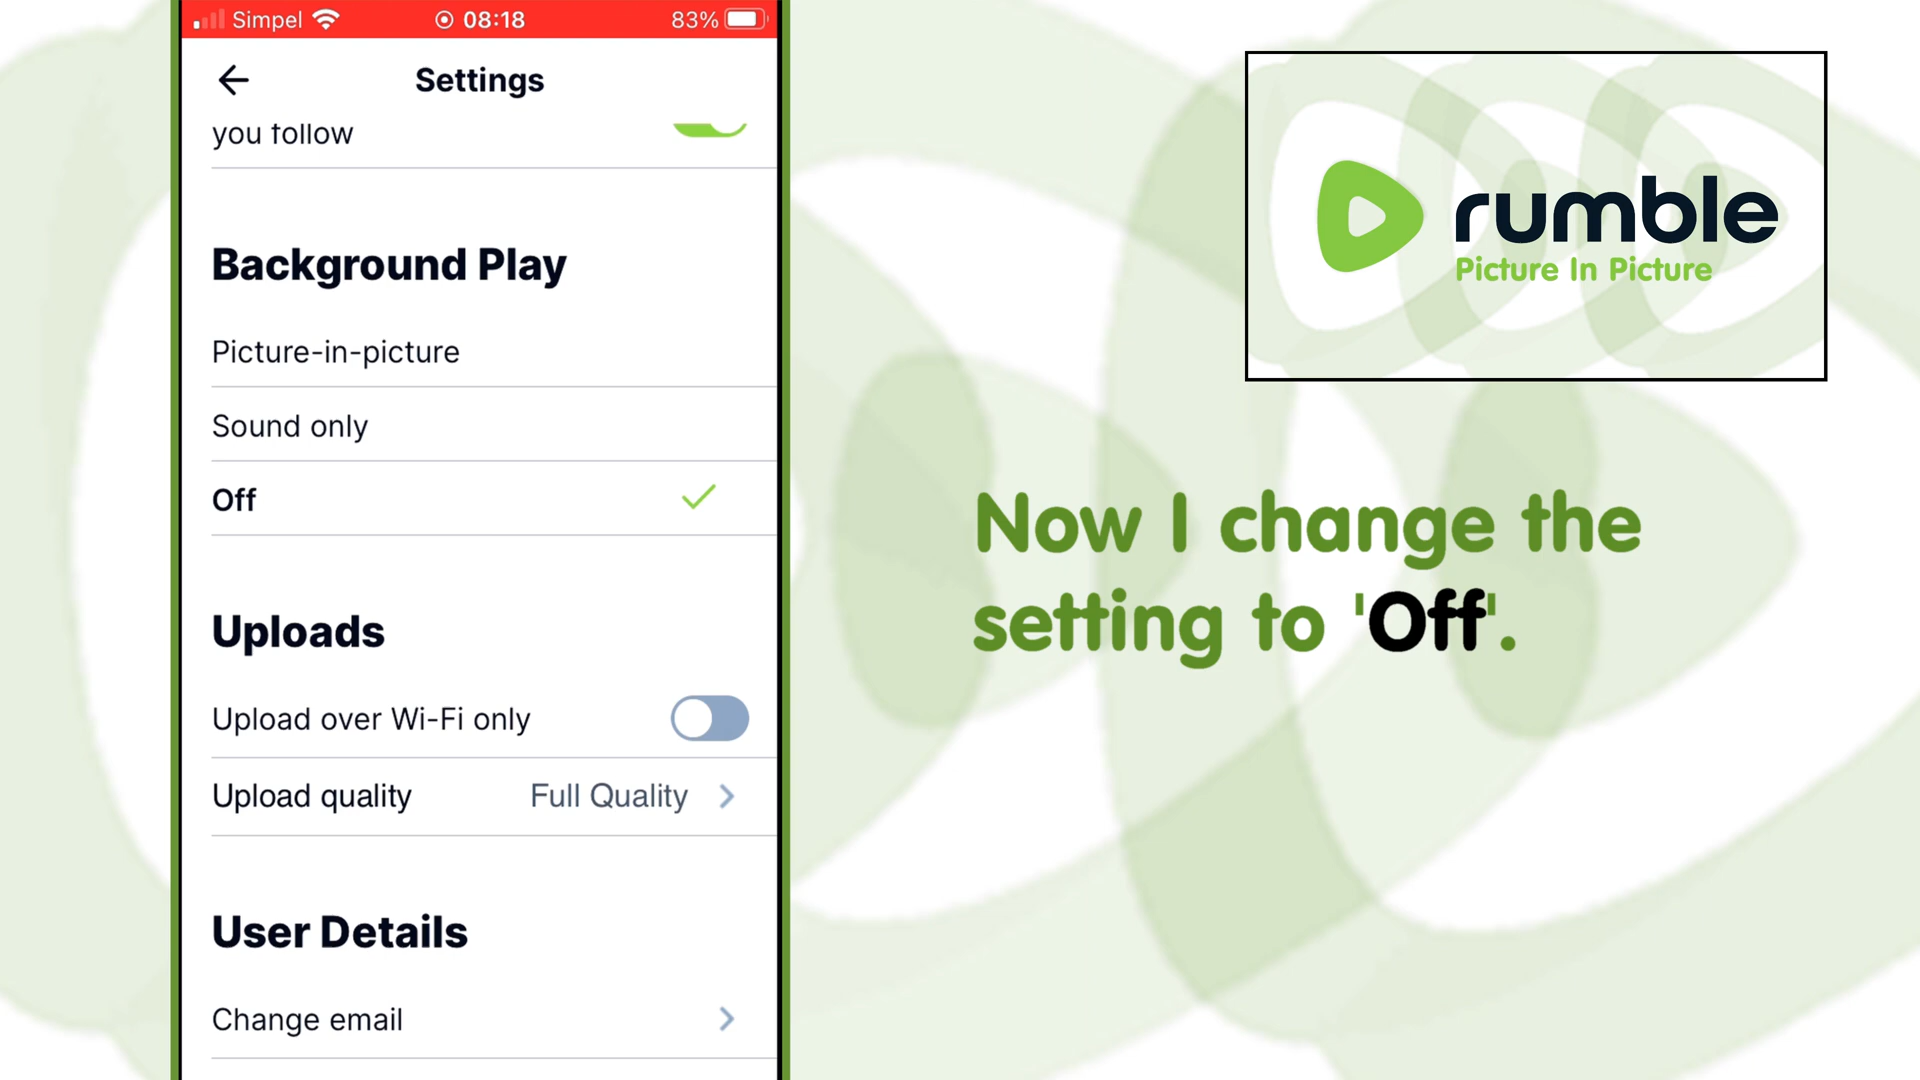 Simpel 08:18 83%
Settings
you follow
Background Play
Picture-in-picture
Sound only
Off
Uploads
Upload over Wi-Fi only
Upload quality Full Quality
User Details
Change email
rumble
Picture In Picture
Now I change the
setting to 'Off'.